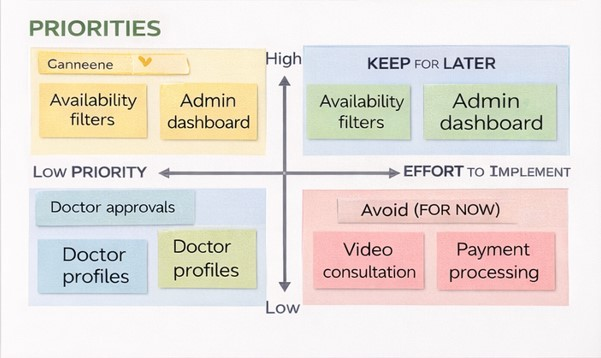 PRIORITIES
Ganneene
Availability
filters
Admin
dashboard
High
KEEP FOR LATER
Availability
filters
Admin
dashboard
LOW PRIORITY
EFFORT TO IMPLEMENT
Doctor approvals
Doctor
profiles
Doctor
profiles
Avoid (FOR NOW)
Video
consultation
Payment
processing
Low